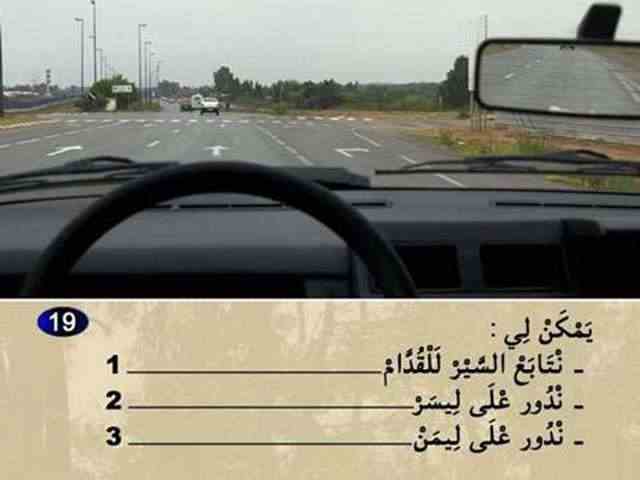 19
يَمْكَنْ لِي :
- نْتَابَعْ السَّيْرْ لَلْقُدَّامْ 1
- نْدُور عْلَى لِيسَرْ 2
- نْدُور عْلَى لِيمَنْ 3